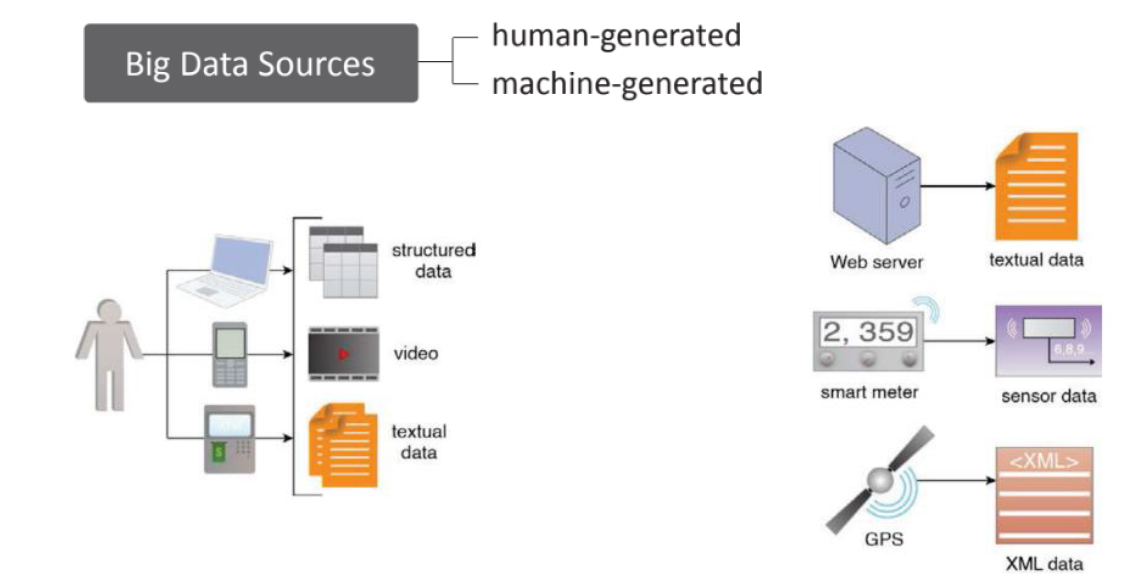 Big Data Sources
human-generated
machine-generated
structured
data
video
textual
data
$
Web server
textual data
2, 359
smart meter
6,8,9...
sensor data
GPS
<XML>
XML data